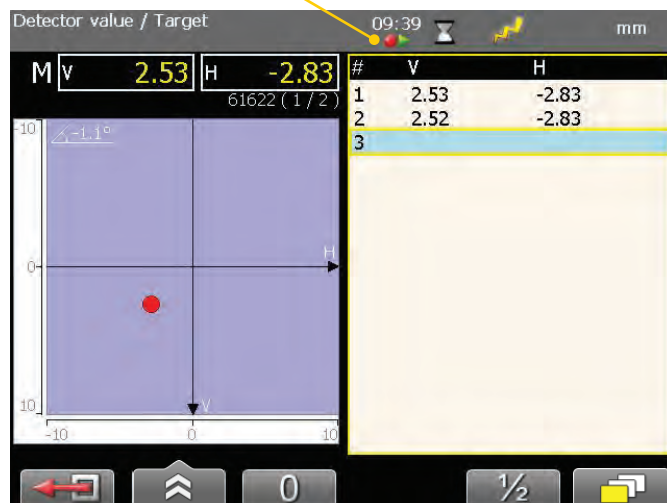 Detector value / Target 09:39 mm
M V 2.53 H -2.83
61622 ( 1 / 2 )
# V H
1 2.53 -2.83
2 2.52 -2.83
3
-10
-1.1°
H
0
10
V
-10 0 10
0 ½